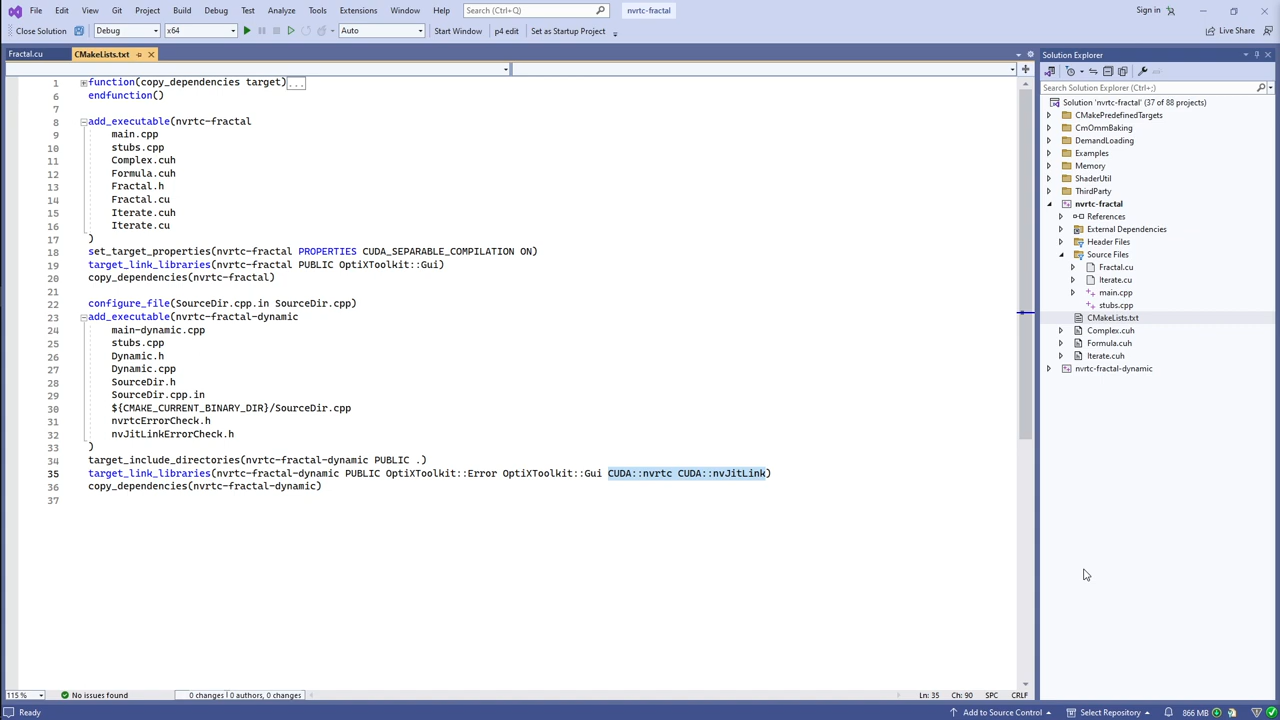 File Edit View Git Project Build Debug Test Analyze Tools Extensions Window Help Search (Ctrl+Q) nvrtc-fractal Sign in
Close Solution Debug x64 Auto Start Window p4 edit Set as Startup Project Live Share
Fractal.cu CMakeLists.txt
1 function(copy_dependencies target)...
6 endfunction()
7
8 add_executable(nvrtc-fractal
9 main.cpp
10 stubs.cpp
11 Complex.cuh
12 Formula.cuh
13 Fractal.h
14 Fractal.cu
15 Iterate.cuh
16 Iterate.cu
17 )
18 set_target_properties(nvrtc-fractal PROPERTIES CUDA_SEPARABLE_COMPILATION ON)
19 target_link_libraries(nvrtc-fractal PUBLIC OptiXToolkit::Gui)
20 copy_dependencies(nvrtc-fractal)
21
22 configure_file(SourceDir.cpp.in SourceDir.cpp)
23 add_executable(nvrtc-fractal-dynamic
24 main-dynamic.cpp
25 stubs.cpp
26 Dynamic.h
27 Dynamic.cpp
28 SourceDir.h
29 SourceDir.cpp.in
30 ${CMAKE_CURRENT_BINARY_DIR}/SourceDir.cpp
31 nvrtcErrorCheck.h
32 nvJitLinkErrorCheck.h
33 )
34 target_include_directories(nvrtc-fractal-dynamic PUBLIC .)
35 target_link_libraries(nvrtc-fractal-dynamic PUBLIC OptiXToolkit::Error OptiXToolkit::Gui CUDA::nvrtc CUDA::nvJitLink)
36 copy_dependencies(nvrtc-fractal-dynamic)
37
Solution Explorer
Search Solution Explorer (Ctrl+;)
Solution 'nvrtc-fractal' (37 of 88 projects)
CMakePredefinedTargets
CmOmmBaking
DemandLoading
Examples
Memory
ShaderUtil
ThirdParty
nvrtc-fractal
References
External Dependencies
Header Files
Source Files
Fractal.cu
Iterate.cu
main.cpp
stubs.cpp
CMakeLists.txt
Complex.cuh
Formula.cuh
Iterate.cuh
nvrtc-fractal-dynamic
115 % No issues found 0 changes | 0 authors, 0 changes Ln: 35 Ch: 90 SPC CRLF
Ready Add to Source Control Select Repository 866 MB